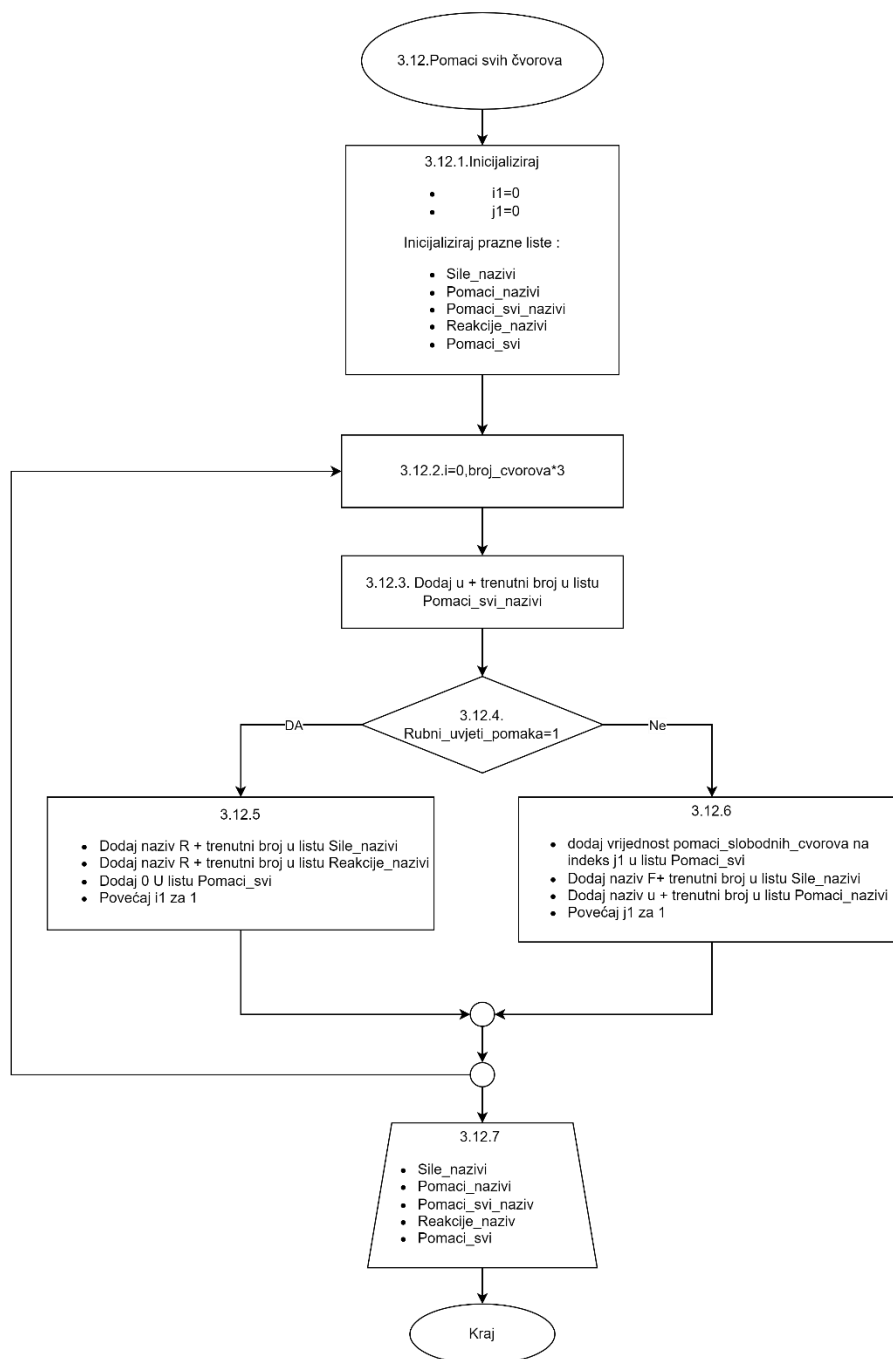 3.12.Pomaci svih čvorova
3.12.1.Inicijaliziraj
• i1=0
• j1=0
Inicijaliziraj prazne liste :
• Sile_nazivi
• Pomaci_nazivi
• Pomaci_svi_nazivi
• Reakcije_nazivi
• Pomaci_svi
3.12.2.i=0,broj_cvorova*3
3.12.3. Dodaj u + trenutni broj u listu
Pomaci_svi_nazivi
3.12.4.
Rubni_uvjeti_pomaka=1
DA
Ne
3.12.5
• Dodaj naziv R + trenutni broj u listu Sile_nazivi
• Dodaj naziv R + trenutni broj u listu Reakcije_nazivi
• Dodaj 0 U listu Pomaci_svi
• Povećaj i1 za 1
3.12.6
• dodaj vrijednost pomaci_slobodnih_cvorova na
indeks j1 u listu Pomaci_svi
• Dodaj naziv F+ trenutni broj u listu Sile_nazivi
• Dodaj naziv u + trenutni broj u listu Pomaci_nazivi
• Povećaj j1 za 1
3.12.7
• Sile_nazivi
• Pomaci_nazivi
• Pomaci_svi_naziv
• Reakcije_naziv
• Pomaci_svi
Kraj